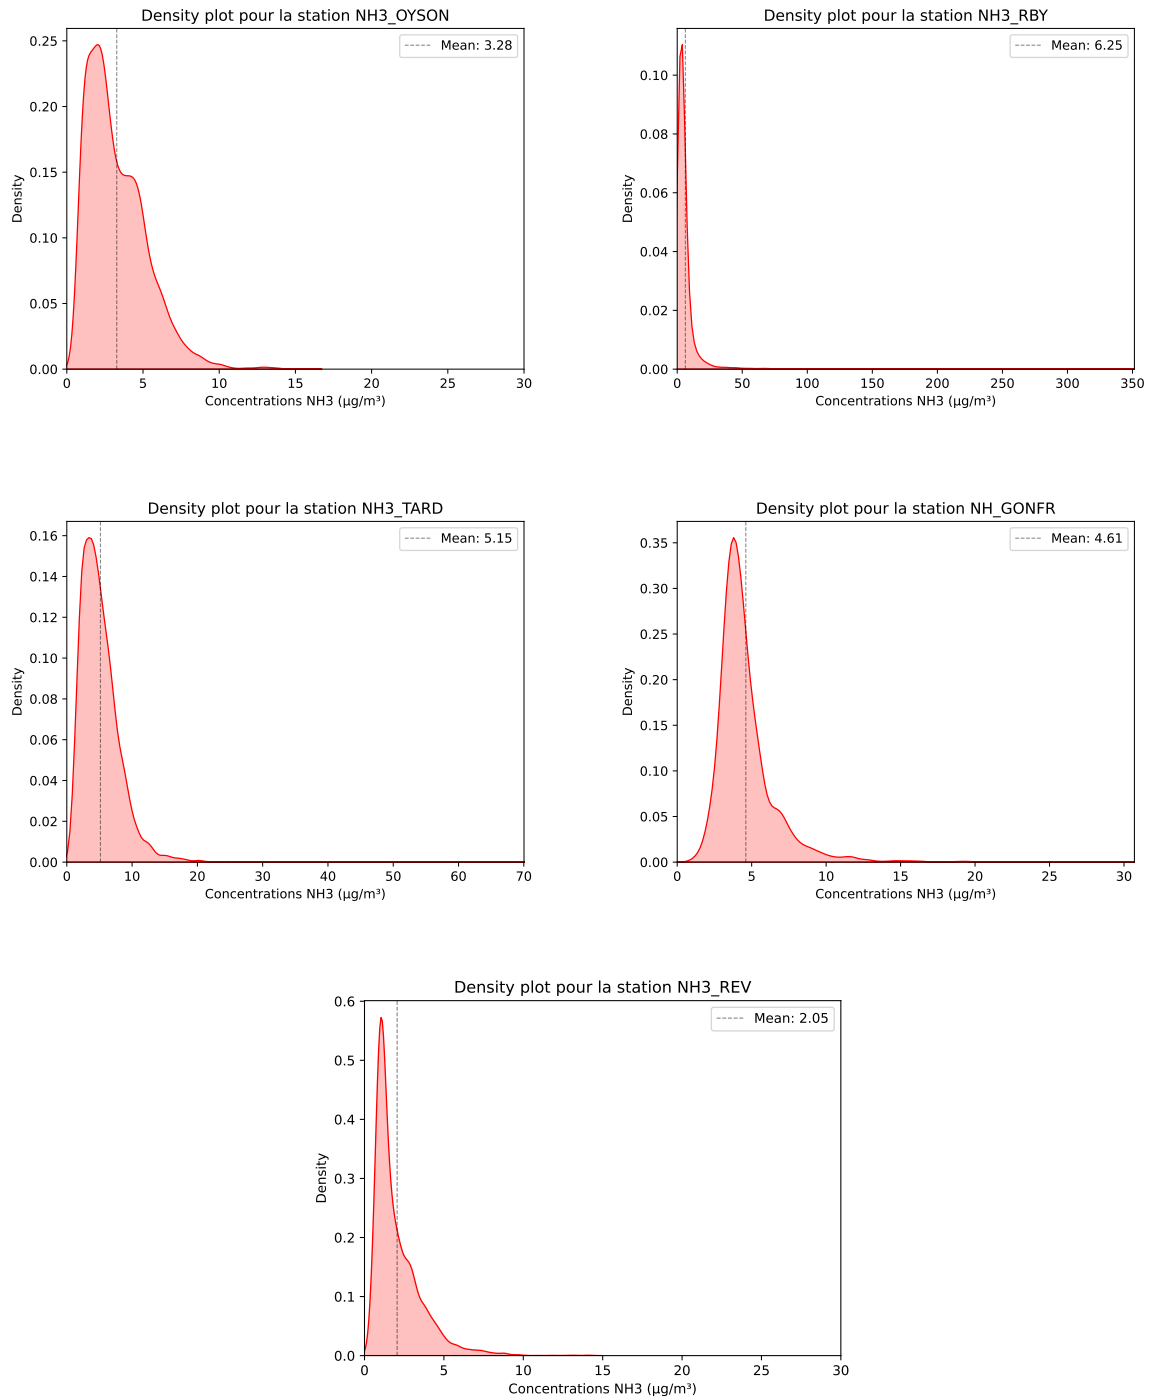 Density plot pour la station NH3_OYSON
Mean: 3.28
0.25
0.20
0.15
0.10
0.05
0.00
Density
0 5 10 15 20 25 30
Concentrations NH3 (µg/m³)
Density plot pour la station NH3_RBY
Mean: 6.25
0.10
0.08
0.06
0.04
0.02
0.00
Density
0 50 100 150 200 250 300 350
Concentrations NH3 (µg/m³)
Density plot pour la station NH3_TARD
Mean: 5.15
0.16
0.14
0.12
0.10
0.08
0.06
0.04
0.02
0.00
Density
0 10 20 30 40 50 60 70
Concentrations NH3 (µg/m³)
Density plot pour la station NH_GONFR
Mean: 4.61
0.35
0.30
0.25
0.20
0.15
0.10
0.05
0.00
Density
0 5 10 15 20 25 30
Concentrations NH3 (µg/m³)
Density plot pour la station NH3_REV
Mean: 2.05
0.6
0.5
0.4
0.3
0.2
0.1
0.0
Density
0 5 10 15 20 25 30
Concentrations NH3 (µg/m³)